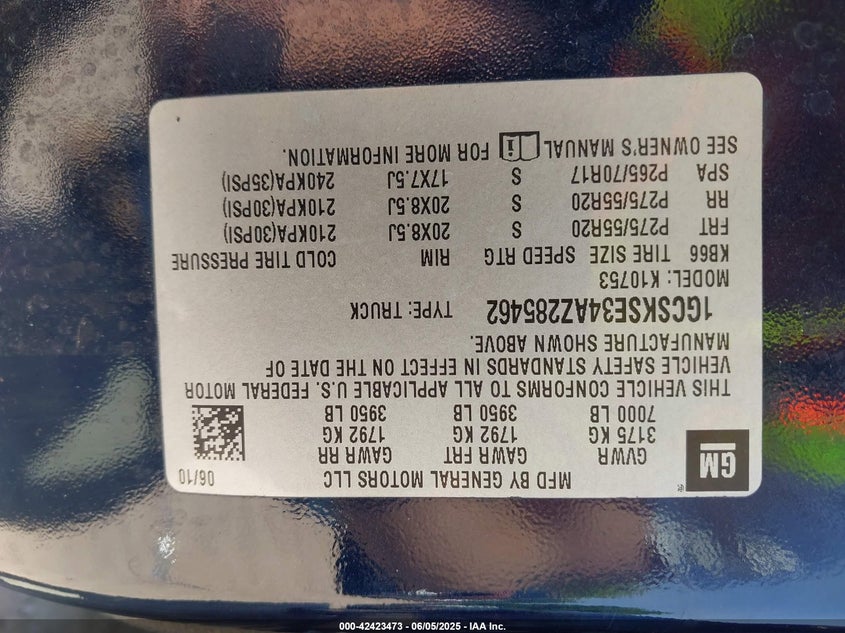 MFD BY GENERAL MOTORS LLC 06/10
GM
GVWR GAWR FRT GAWR RR
3175 KG 1792 KG 1792 KG
7000 LB 3950 LB 3950 LB
THIS VEHICLE CONFORMS TO ALL APPLICABLE U.S. FEDERAL MOTOR
VEHICLE SAFETY STANDARDS IN EFFECT ON THE DATE OF
MANUFACTURE SHOWN ABOVE.
1GCSKSE34AZ285462 TYPE: TRUCK
MODEL: K10753
KB66 TIRE SIZE SPEED RTG RIM COLD TIRE PRESSURE
FRT P275/55R20 S 20X8.5J 210KPA(30PSI)
RR P275/55R20 S 20X8.5J 210KPA(30PSI)
SPA P265/70R17 S 17X7.5J 240KPA(35PSI)
SEE OWNER'S MANUAL i FOR MORE INFORMATION.
000-42423473 - 06/05/2025 - IAA Inc.